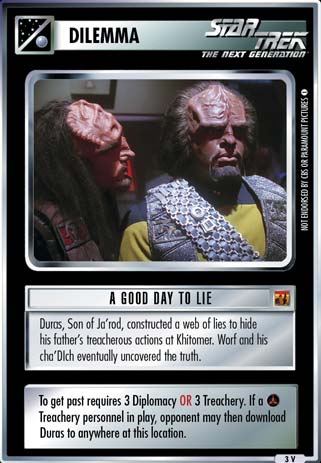 DILEMMA
STAR TREK
THE NEXT GENERATION
NOT ENDORSED BY CBS OR PARAMOUNT PICTURES
A GOOD DAY TO LIE
Duras, Son of Ja'rod, constructed a web of lies to hide
his father's treacherous actions at Khitomer. Worf and his
cha'DIch eventually uncovered the truth.
To get past requires 3 Diplomacy OR 3 Treachery. If a
Treachery personnel in play, opponent may then download
Duras to anywhere at this location.
3 V